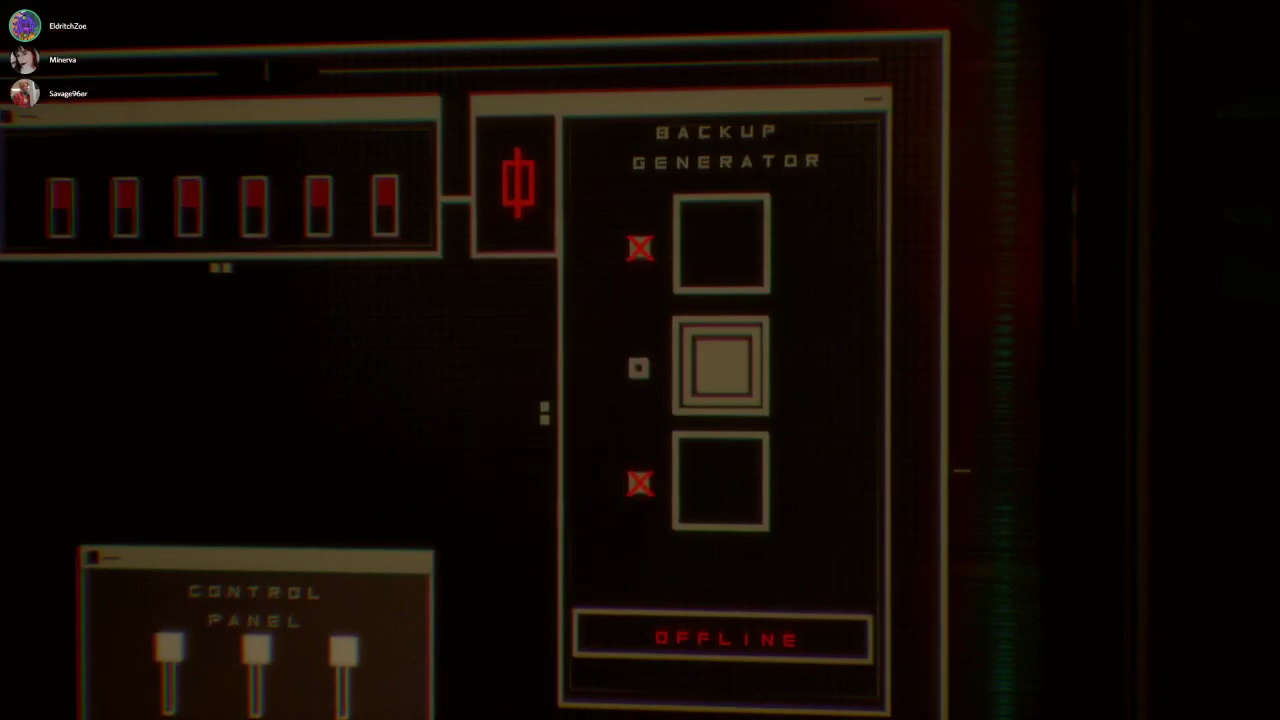 EldritchZoe
Minerva
Savage96er
BACKUP
GENERATOR
OFFLINE
CONTROL
PANEL